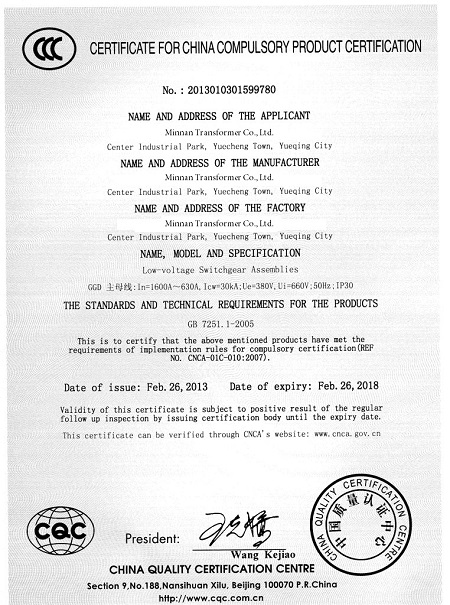 CCC
CERTIFICATE FOR CHINA COMPULSORY PRODUCT CERTIFICATION
No. : 2013010301599780
NAME AND ADDRESS OF THE APPLICANT
Minnan Transformer Co., Ltd.
Center Industrial Park, Yuecheng Town, Yueqing City
NAME AND ADDRESS OF THE MANUFACTURER
Minnan Transformer Co., Ltd.
Center Industrial Park, Yuecheng Town, Yueqing City
NAME AND ADDRESS OF THE FACTORY
Minnan Transformer Co., Ltd.
Center Industrial Park, Yuecheng Town, Yueqing City
NAME, MODEL AND SPECIFICATION
Low-voltage Switchgear Assemblies
GGD 主母线:In=1600A～630A, Icw=30kA;Ue=380V,Ui=660V;50Hz;IP30
THE STANDARDS AND TECHNICAL REQUIREMENTS FOR THE PRODUCTS
GB 7251.1-2005
This is to certify that the above mentioned products have met the
requirements of implementation rules for compulsory certification(REF
NO. CNCA-01C-010:2007).
Date of issue: Feb. 26, 2013 Date of expiry: Feb. 26, 2018
Validity of this certificate is subject to positive result of the regular
follow up inspection by issuing certification body until the expiry date.
This certificate can be verified through CNCA's website: www.cnca.gov.cn
CQC
President:
Wang Kejiao
CHINA QUALITY CERTIFICATION CENTRE
中国质量认证中心
CHINA QUALITY CERTIFICATION CENTRE
Section 9,No.188,Nansihuan Xilu, Beijing 100070 P.R.China
http://www.cqc.com.cn